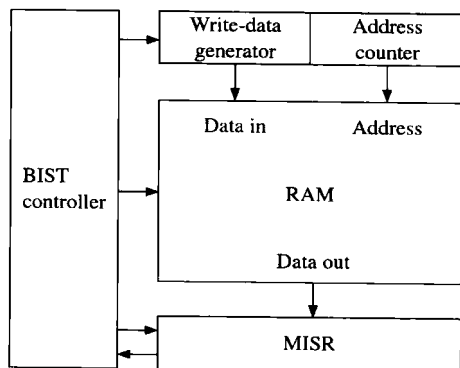 Write-data
generator
Address
counter
Data in
Address
BIST
controller
RAM
Data out
MISR